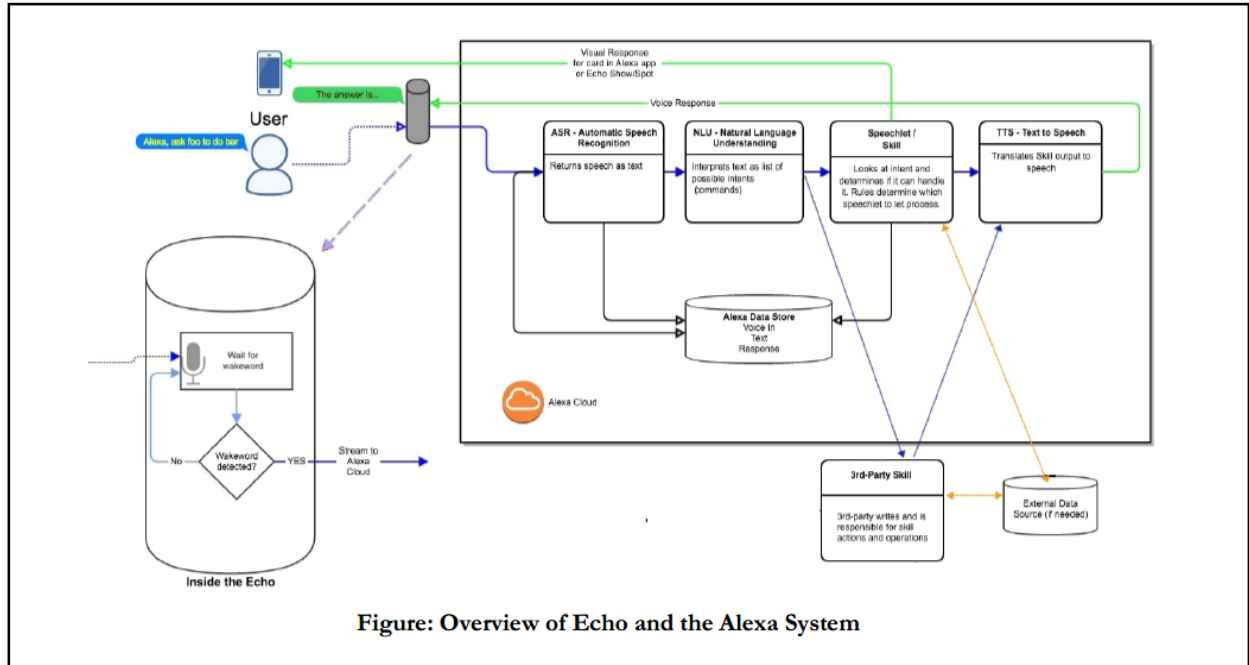 Visual Response
for card in Alexa app
or Echo Show/Spot
The answer is...
Voice Response
User
Alexa, ask foo to do bar
ASR - Automatic Speech
Recognition
Returns speech as text
NLU - Natural Language
Understanding
Interprets text as list of
possible intents
(commands)
Speechlet /
Skill
Looks at intent and
determines if it can handle
it. Rules determine which
speechlet to let process.
TTS - Text to Speech
Translates Skill output to
speech
Alexa Data Store
Voice In
Text
Response
Alexa Cloud
Wait for
wakeword
Wakeword
detected?
No
YES
Stream to
Alexa
Cloud
Inside the Echo
3rd-Party Skill
3rd-party writes and is
responsible for skill
actions and operations
External Data
Source (if needed)
Figure: Overview of Echo and the Alexa System